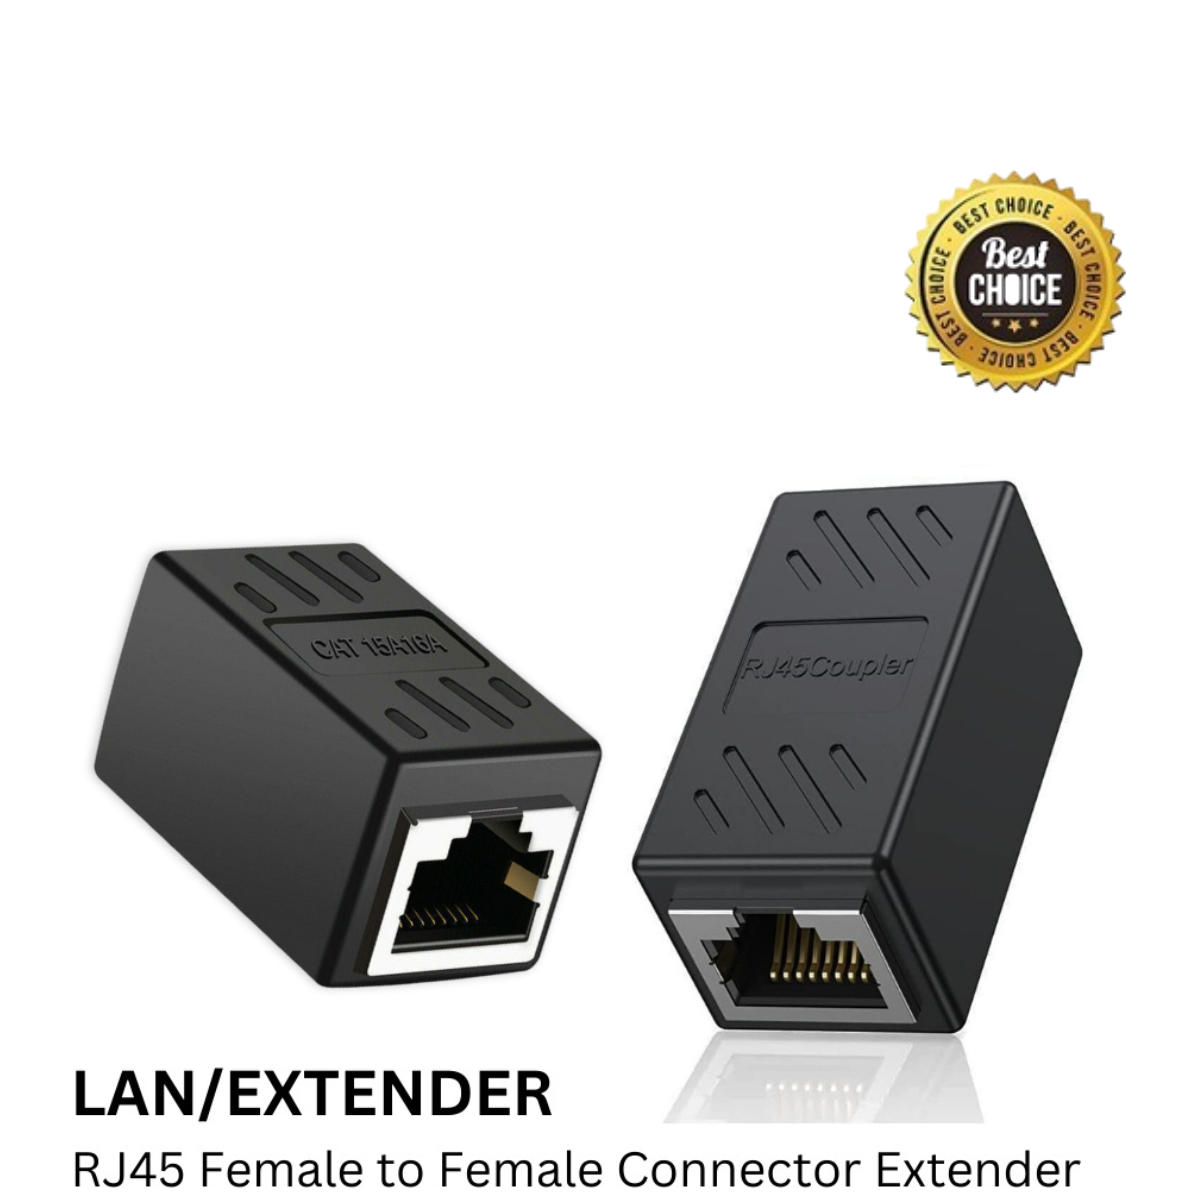 BEST CHOICE · BEST CHOICE · BEST CHOICE · BEST CHOICE ·
Best
CHOICE
CAT 15A16A
RJ45Coupler
LAN/EXTENDER
RJ45 Female to Female Connector Extender